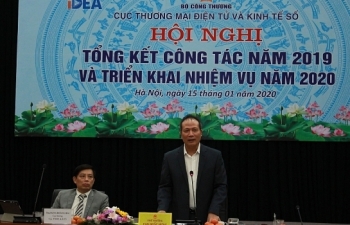 iDEA
BỘ CÔNG THƯƠNG
CỤC THƯƠNG MẠI ĐIỆN TỬ VÀ KINH TẾ SỐ
HỘI NGHỊ
TỔNG KẾT CÔNG TÁC NĂM 2019
VÀ TRIỂN KHAI NHIỆM VỤ NĂM 2020
Hà Nội, ngày 15 tháng 01 năm 2020